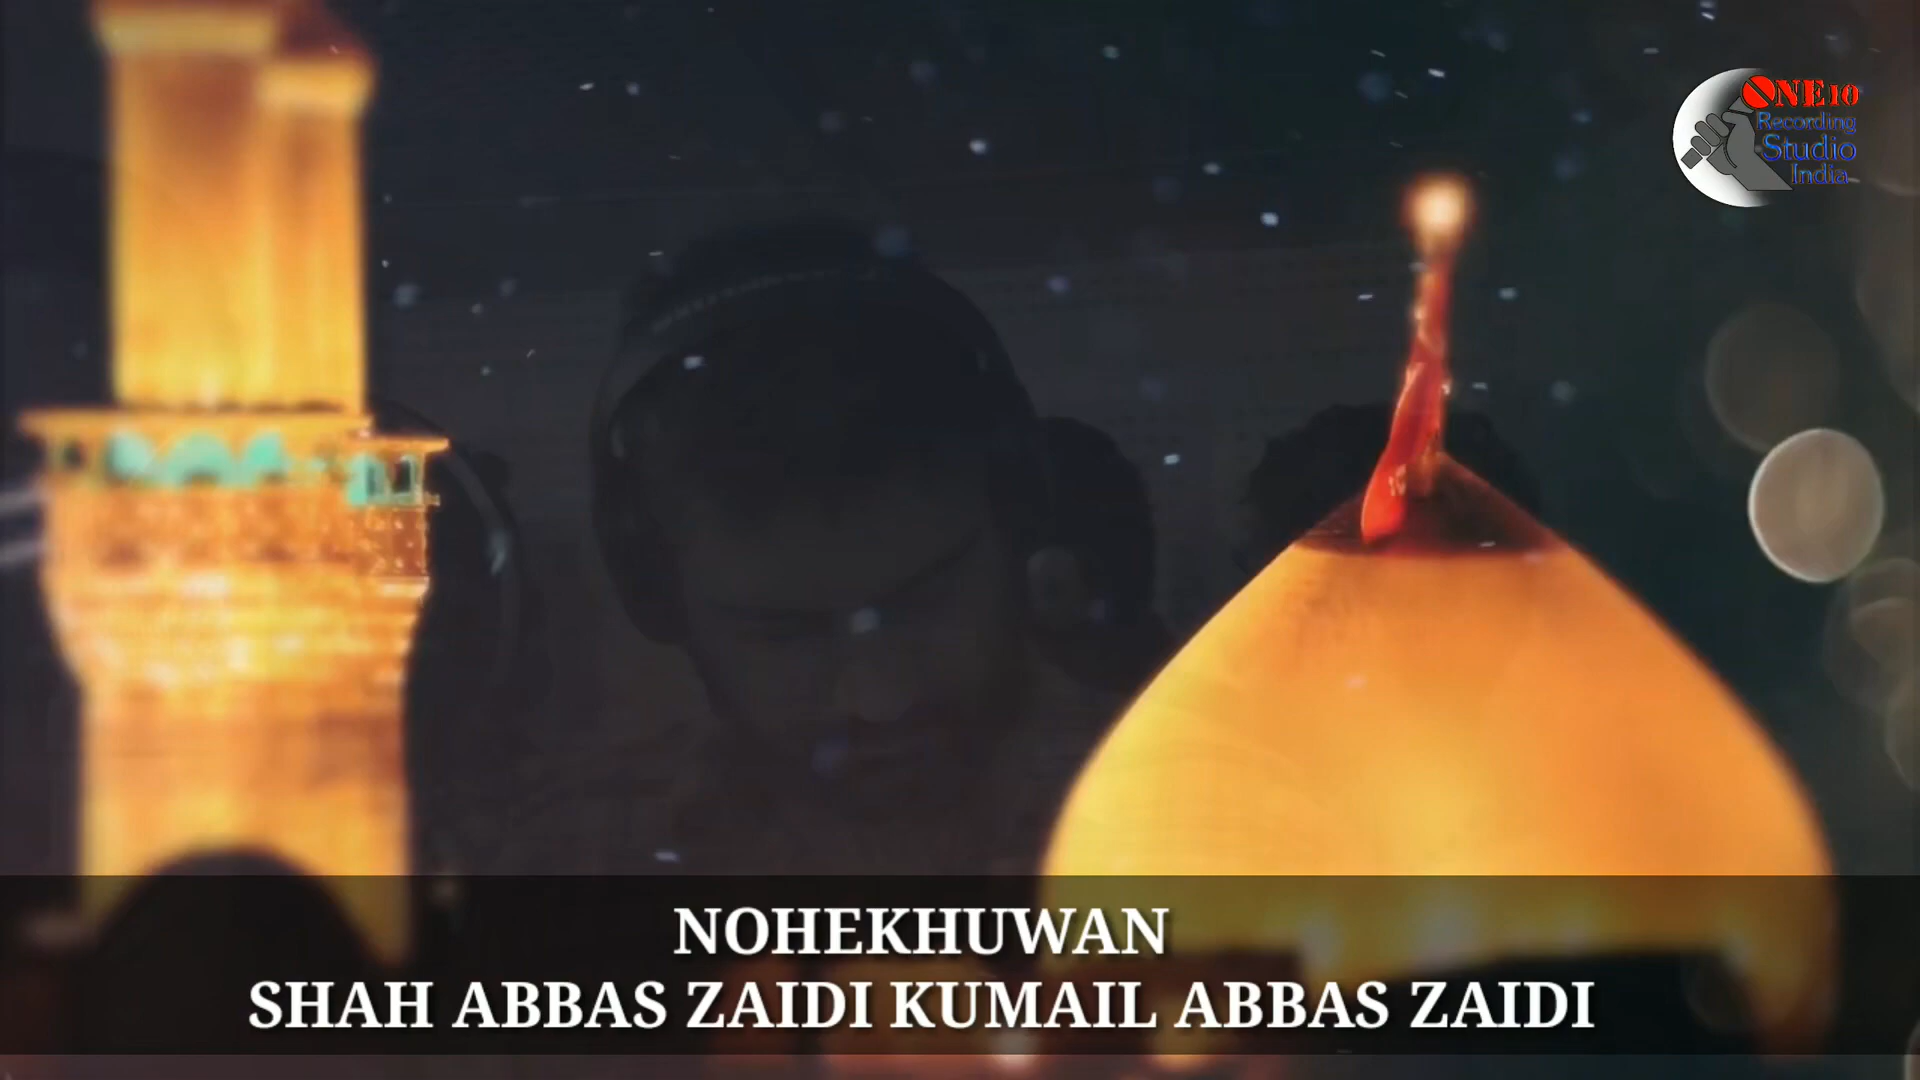 ONE10
Recording
Studio
India
NOHEKHUWAN
SHAH ABBAS ZAIDI KUMAIL ABBAS ZAIDI